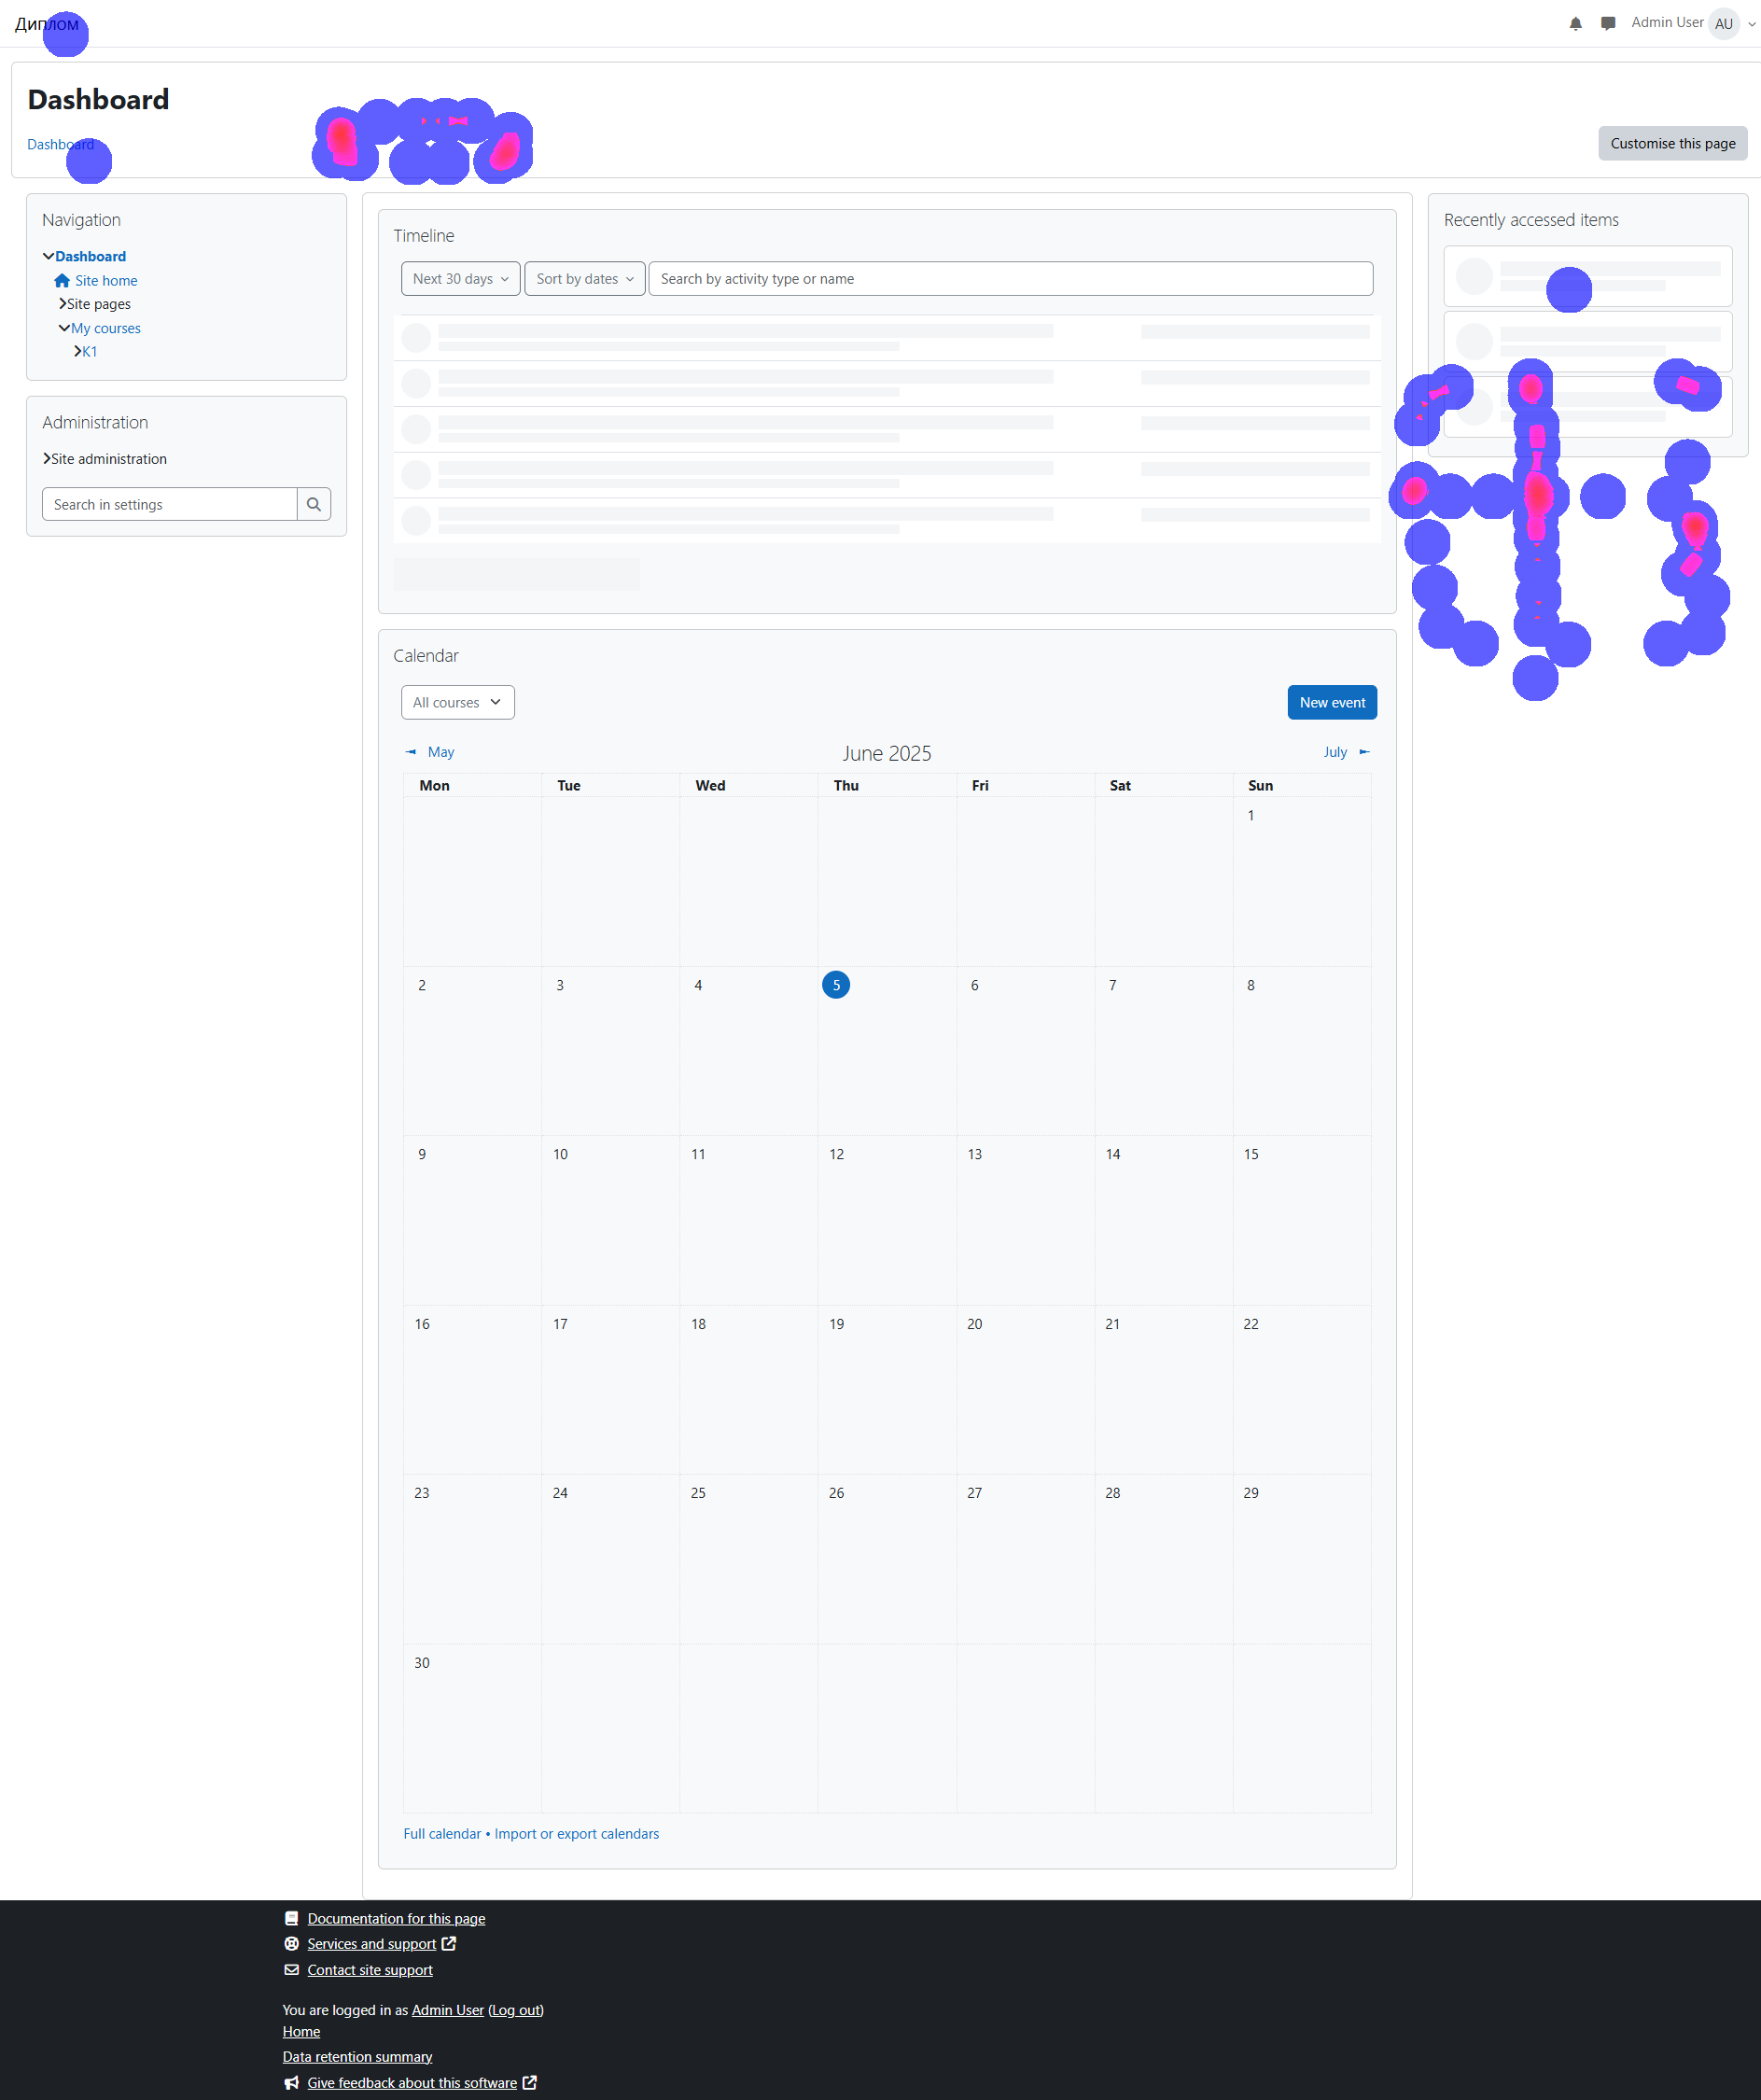 Диплом
Admin User AU
Dashboard
Dashboard
Customise this page
Navigation
Dashboard
Site home
Site pages
My courses
K1
Administration
Site administration
Search in settings
Timeline
Next 30 days Sort by dates Search by activity type or name
Recently accessed items
Calendar
All courses New event
May June 2025 July
Mon Tue Wed Thu Fri Sat Sun
1
2 3 4 5 6 7 8
9 10 11 12 13 14 15
16 17 18 19 20 21 22
23 24 25 26 27 28 29
30
Full calendar • Import or export calendars
Documentation for this page
Services and support
Contact site support
You are logged in as Admin User (Log out)
Home
Data retention summary
Give feedback about this software